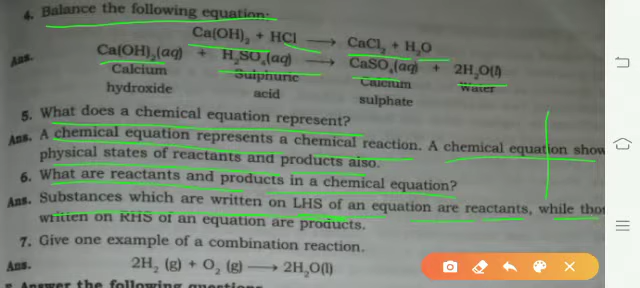 4. Balance the following equation:
Ca(OH)₂ + HCl ⟶ CaCl₂ + H₂O
Ans. Ca(OH)₂(aq) + H₂SO₄(aq) ⟶ CaSO₄(aq) + 2H₂O(l)
Calcium Sulphuric Calcium Water
hydroxide acid sulphate
5. What does a chemical equation represent?
Ans. A chemical equation represents a chemical reaction. A chemical equation show
physical states of reactants and products also.
6. What are reactants and products in a chemical equation?
Ans. Substances which are written on LHS of an equation are reactants, while tho
written on RHS of an equation are products.
7. Give one example of a combination reaction.
Ans. 2H₂ (g) + O₂ (g) ⟶ 2H₂O(l)
Answer the following questions